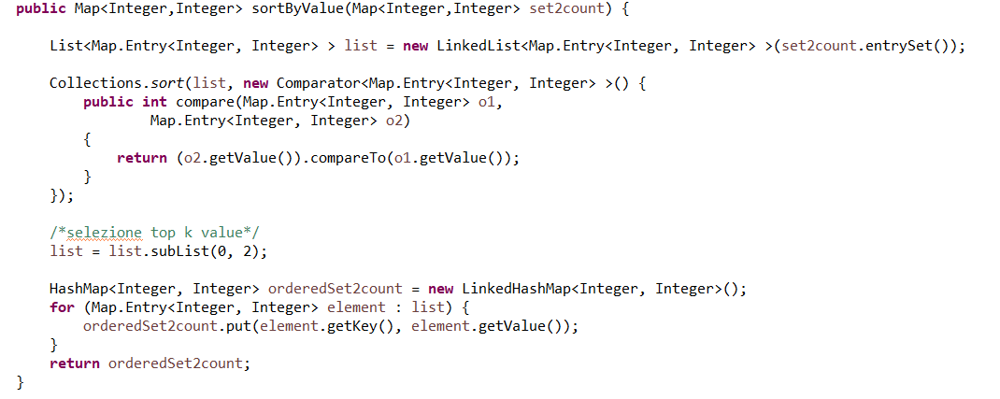 public Map<Integer,Integer> sortByValue(Map<Integer,Integer> set2count) {
List<Map.Entry<Integer, Integer> > list = new LinkedList<Map.Entry<Integer, Integer> >(set2count.entrySet());
Collections.sort(list, new Comparator<Map.Entry<Integer, Integer> >() {
public int compare(Map.Entry<Integer, Integer> o1,
Map.Entry<Integer, Integer> o2)
{
return (o2.getValue()).compareTo(o1.getValue());
}
});
/*selezione top k value*/
list = list.subList(0, 2);
HashMap<Integer, Integer> orderedSet2count = new LinkedHashMap<Integer, Integer>();
for (Map.Entry<Integer, Integer> element : list) {
orderedSet2count.put(element.getKey(), element.getValue());
}
return orderedSet2count;
}